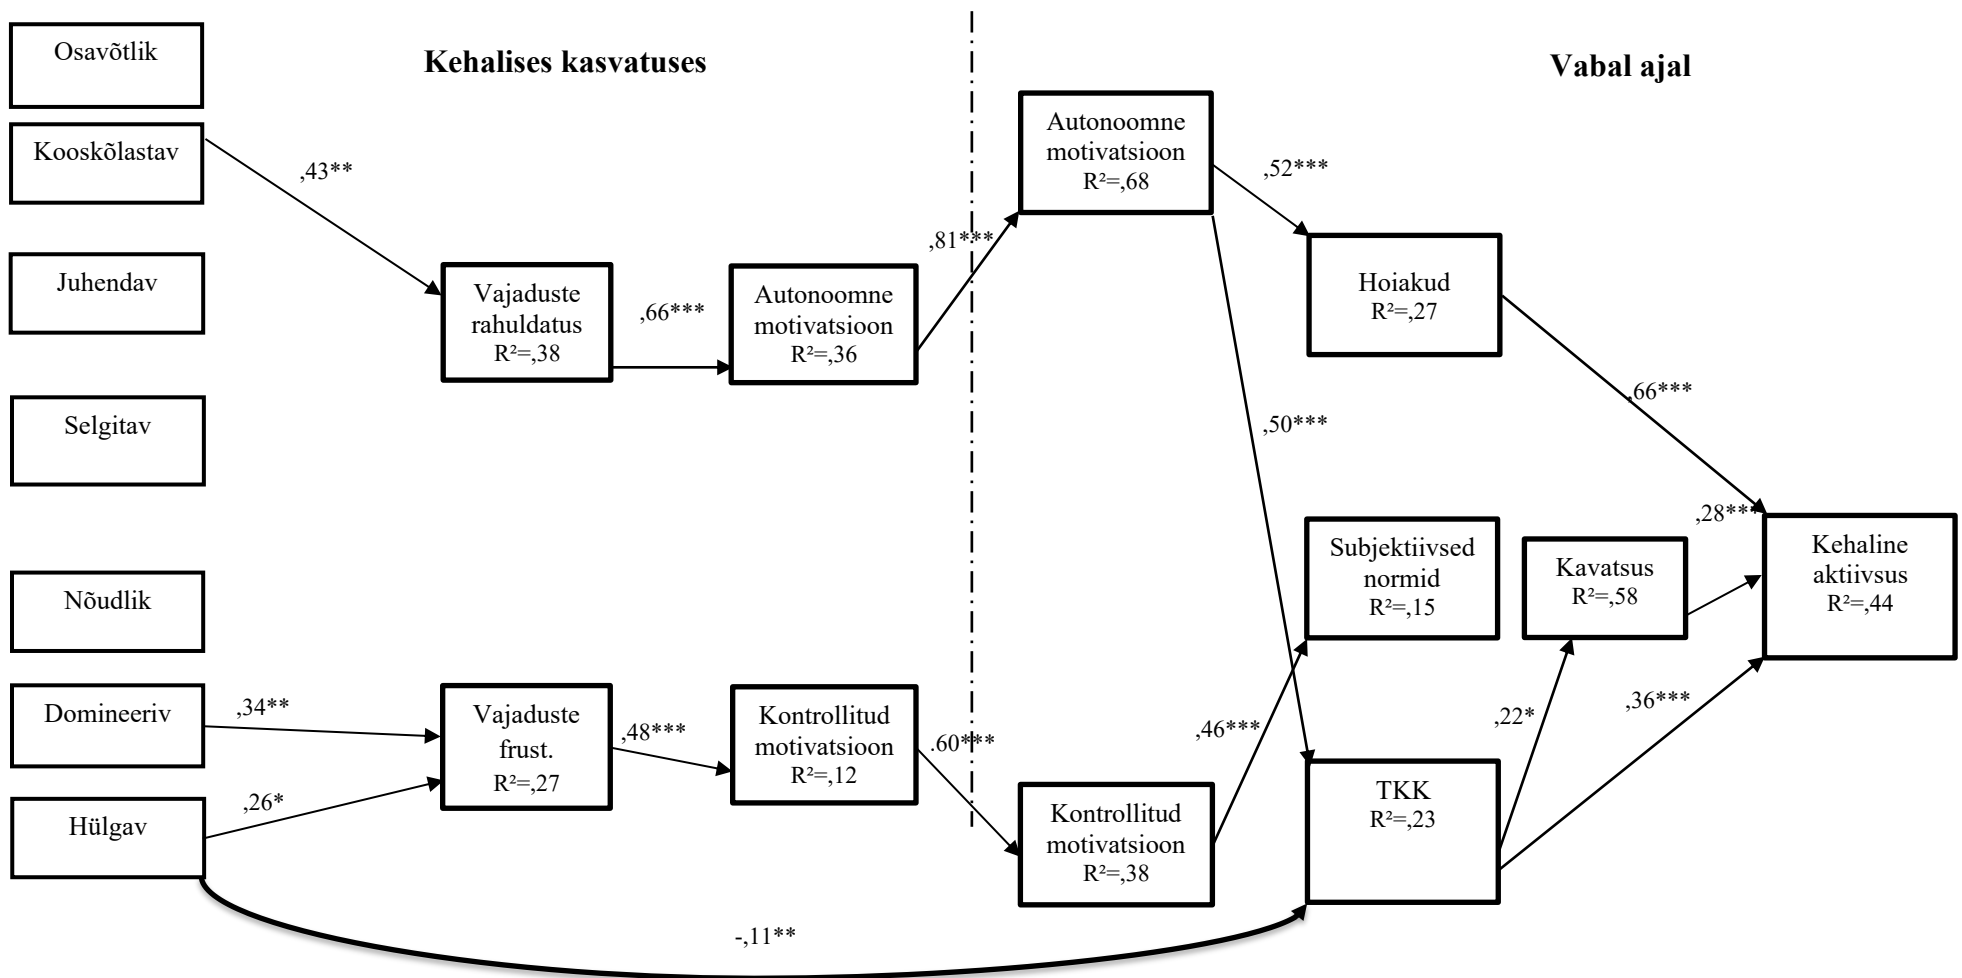 Osavõtlik
Kehalises kasvatuses
Vabal ajal
Kooskõlastav
,43**
Autonoomne
motivatsioon
R²=,68
,52***
,81***
Juhendav
Vajaduste
rahuldatus
R²=,38
,66***
Autonoomne
motivatsioon
R²=,36
Hoiakud
R²=,27
,66***
Selgitav
,50***
Nõudlik
Subjektiivsed
normid
R²=,15
Kavatsus
R²=,58
,28***
Kehaline
aktiivsus
R²=,44
Domineeriv
,34**
Vajaduste
frust.
R²=,27
,48***
Kontrollitud
motivatsioon
R²=,12
.60***
,46***
,22*
,36***
Hülgav
,26*
Kontrollitud
motivatsioon
R²=,38
TKK
R²=,23
-,11**